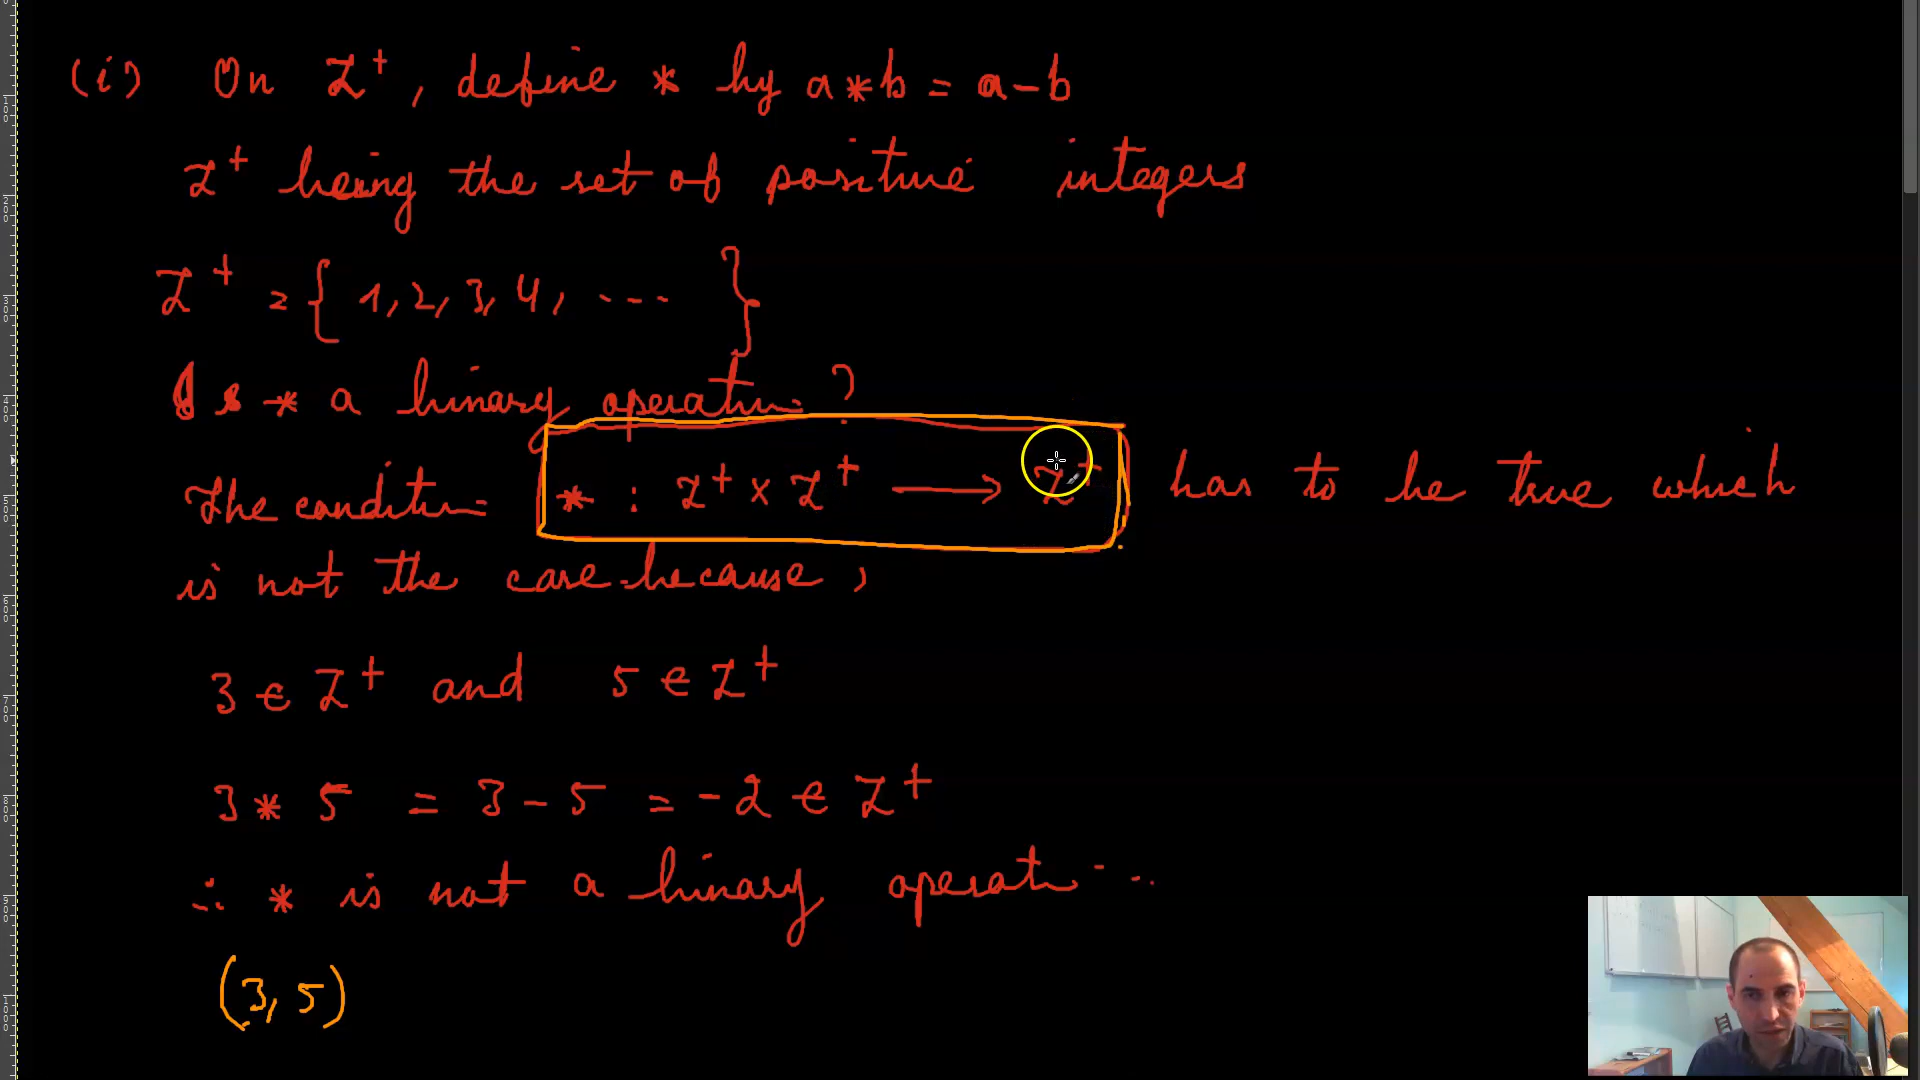 (i) On Z⁺, define * by a*b = a-b
Z⁺ being the set of positive integers
Z⁺ = { 1, 2, 3, 4, ... }
Is * a binary operation ?
The condition * : Z⁺ x Z⁺ → Z⁺ has to be true which
is not the case because,
3 ∈ Z⁺ and 5 ∈ Z⁺
3 * 5 = 3 - 5 = -2 ∈ Z⁺
∴ * is not a binary operation.
(3, 5)